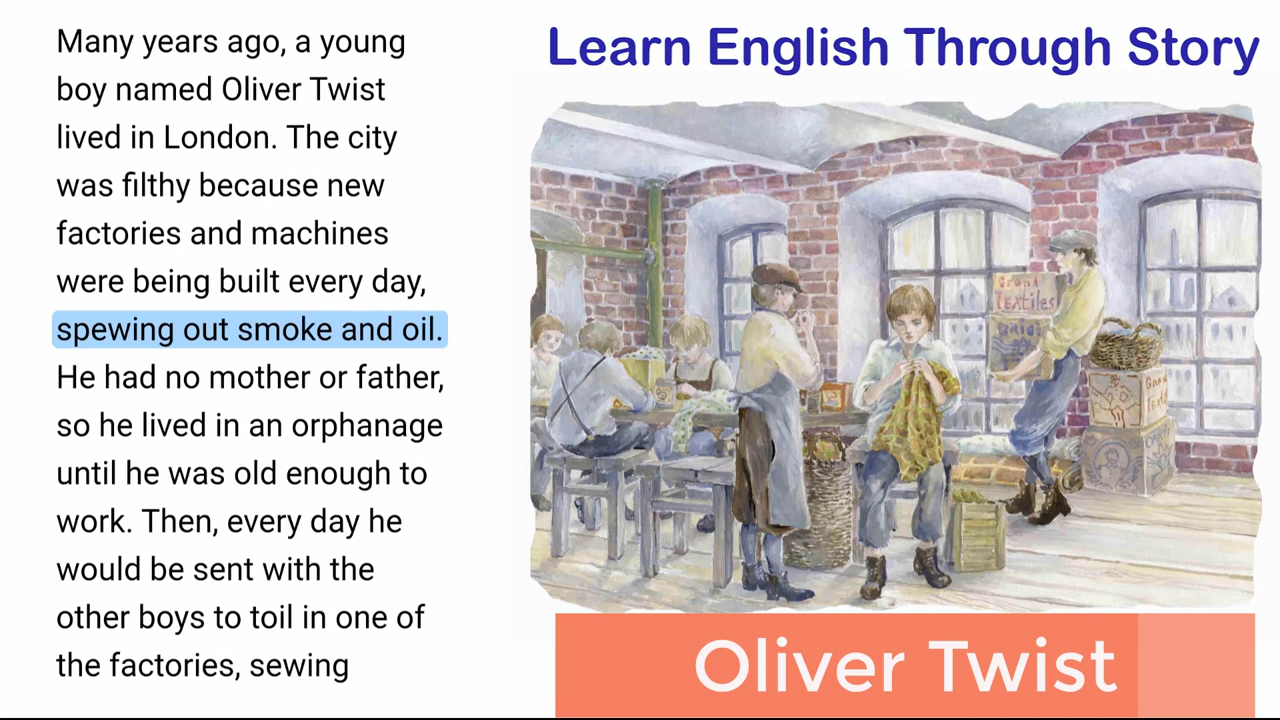 Many years ago, a young
boy named Oliver Twist
lived in London. The city
was filthy because new
factories and machines
were being built every day,
spewing out smoke and oil.
He had no mother or father,
so he lived in an orphanage
until he was old enough to
work. Then, every day he
would be sent with the
other boys to toil in one of
the factories, sewing
Learn English Through Story
Textiles
Oliver Twist